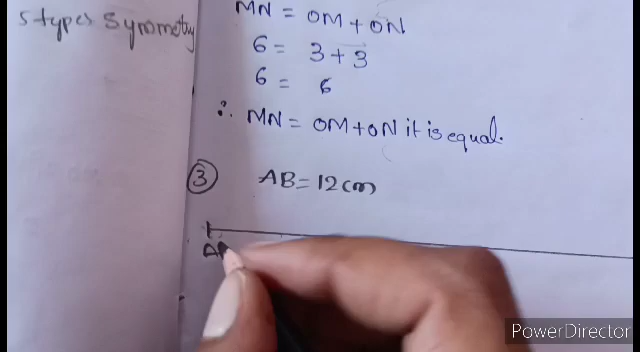 5 types Symmetry
MN = OM + ON
6 = 3 + 3
6 = 6
∴ MN = OM + ON it is equal.
③ AB = 12 cm
A
PowerDirector